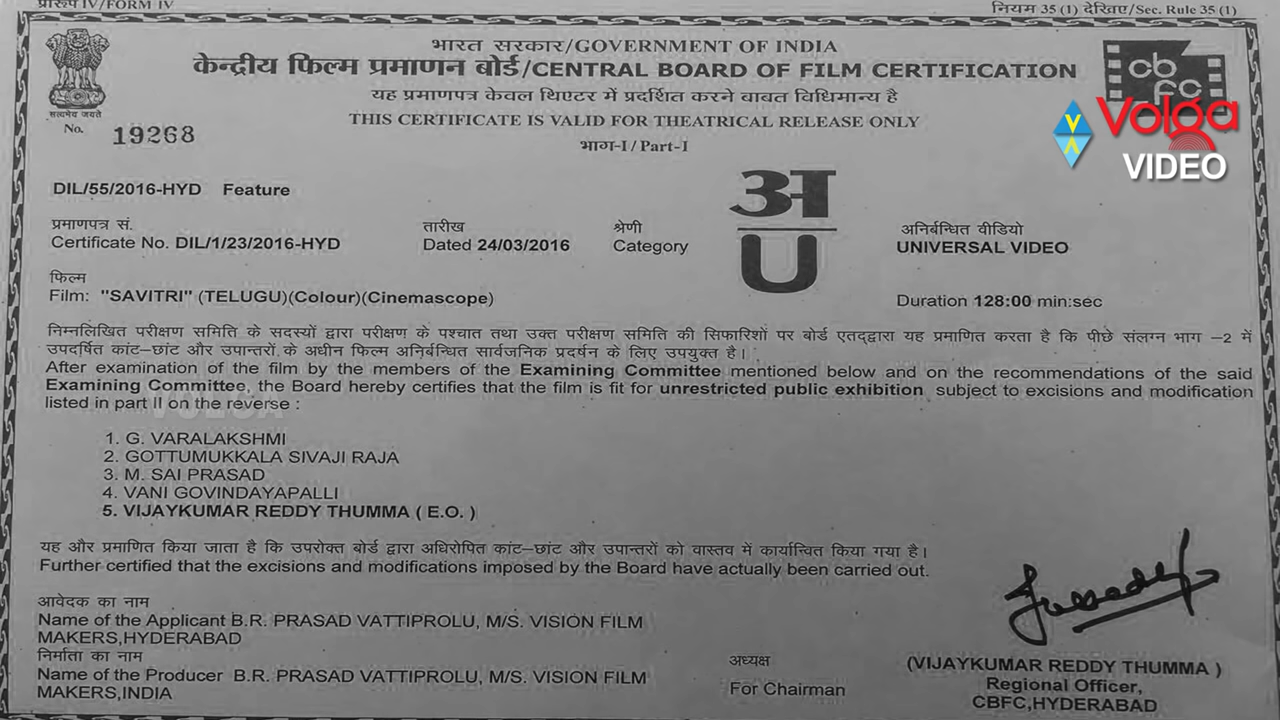 प्रारूप IV/FORM IV
नियम 35 (1) देखिए/Sec. Rule 35 (1)
भारत सरकार/GOVERNMENT OF INDIA
केन्द्रीय फिल्म प्रमाणन बोर्ड/CENTRAL BOARD OF FILM CERTIFICATION
यह प्रमाणपत्र केवल थिएटर में प्रदर्शित करने बाबत विधिमान्य है
THIS CERTIFICATE IS VALID FOR THEATRICAL RELEASE ONLY
भाग-I/Part-I
सत्यमेव जयते
No. 19268
cb
fc
Volga
VIDEO
V
A
DIL/55/2016-HYD Feature
अ
U
प्रमाणपत्र सं.
Certificate No. DIL/1/23/2016-HYD
तारीख
Dated 24/03/2016
श्रेणी
Category
अनिर्बन्धित वीडियो
UNIVERSAL VIDEO
फिल्म
Film: "SAVITRI" (TELUGU)(Colour)(Cinemascope)
Duration 128:00 min:sec
निम्नलिखित परीक्षण समिति के सदस्यों द्वारा परीक्षण के पश्चात तथा उक्त परीक्षण समिति की सिफारिशों पर बोर्ड एतद्द्वारा यह प्रमाणित करता है कि पीछे संलग्न भाग –2 में
उपदर्षित कांट–छांट और उपान्तरों के अधीन फिल्म अनिर्बन्धित सार्वजनिक प्रदर्षन के लिए उपयुक्त है।
After examination of the film by the members of the Examining Committee mentioned below and on the recommendations of the said
Examining Committee, the Board hereby certifies that the film is fit for unrestricted public exhibition subject to excisions and modification
listed in part II on the reverse :
1. G. VARALAKSHMI
2. GOTTUMUKKALA SIVAJI RAJA
3. M. SAI PRASAD
4. VANI GOVINDAYAPALLI
5. VIJAYKUMAR REDDY THUMMA ( E.O. )
यह और प्रमाणित किया जाता है कि उपरोक्त बोर्ड द्वारा अधिरोपित कांट–छांट और उपान्तरों को वास्तव में कार्यान्वित किया गया है।
Further certified that the excisions and modifications imposed by the Board have actually been carried out.
आवेदक का नाम
Name of the Applicant B.R. PRASAD VATTIPROLU, M/S. VISION FILM
MAKERS,HYDERABAD
निर्माता का नाम
Name of the Producer B.R. PRASAD VATTIPROLU, M/S. VISION FILM
MAKERS,INDIA
अध्यक्ष
For Chairman
(VIJAYKUMAR REDDY THUMMA )
Regional Officer,
CBFC,HYDERABAD